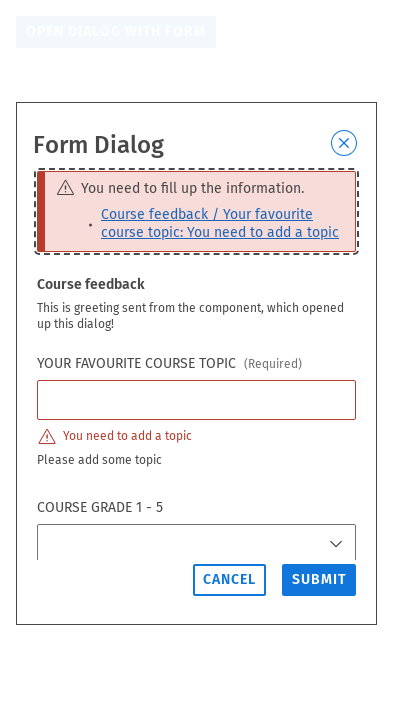 OPEN DIALOG WITH FORM
Form Dialog
You need to fill up the information.
• Course feedback / Your favourite
course topic: You need to add a topic
Course feedback
This is greeting sent from the component, which opened
up this dialog!
YOUR FAVOURITE COURSE TOPIC (Required)
You need to add a topic
Please add some topic
COURSE GRADE 1 - 5
CANCEL SUBMIT